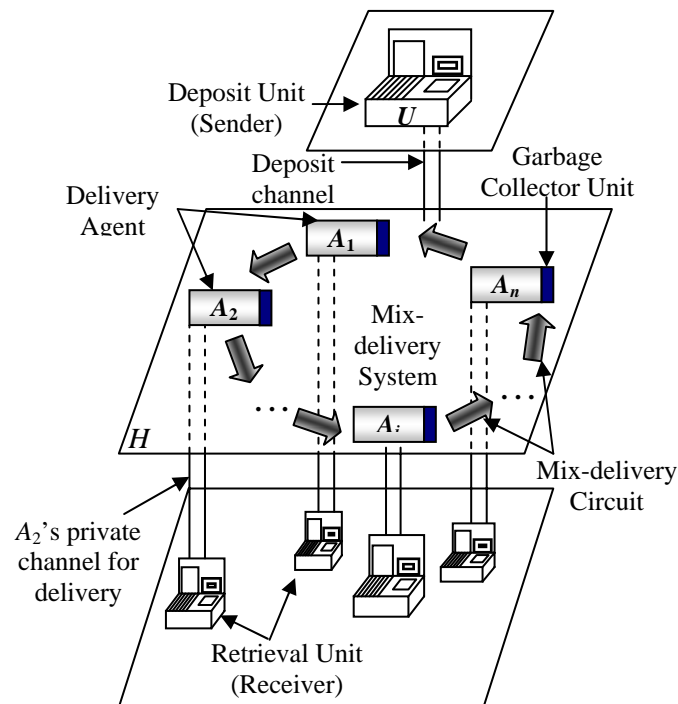 Deposit Unit
(Sender)
U
Deposit
channel
Garbage
Collector Unit
Delivery
Agent
A1
A2
An
Mix-
delivery
System
....
Ai
....
H
Mix-delivery
Circuit
A2's private
channel for
delivery
Retrieval Unit
(Receiver)